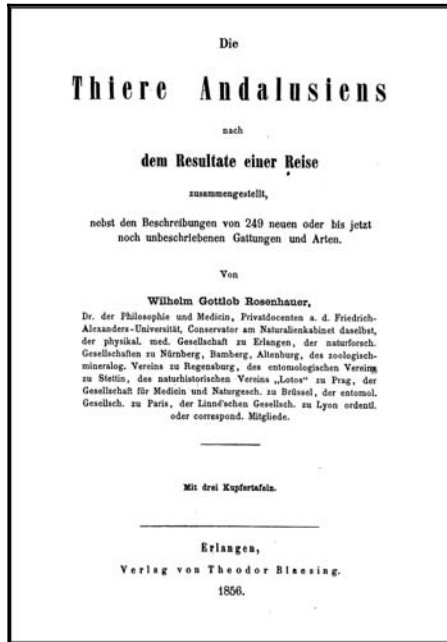 Die
Thiere Andalusiens
nach
dem Resultate einer Reise
zusammengestellt,
nebst den Beschreibungen von 249 neuen oder bis jetzt
noch unbeschriebenen Gattungen und Arten.
Von
Wilhelm Gottlob Rosenhauer,
Dr. der Philosophie und Medicin, Privatdocenten a. d. Friedrich-
Alexanders-Universität, Conservator am Naturalienkabinet daselbst,
der physikal. med. Gesellschaft zu Erlangen, der naturforsch.
Gesellschaften zu Nürnberg, Bamberg, Altenburg, des zoologisch-
mineralog. Vereins zu Regensburg, des entomologischen Vereins
zu Stettin, des naturhistorischen Vereins „Lotos“ zu Prag, der
Gesellschaft für Medicin und Naturgesch. zu Brüssel, der entomol.
Gesellsch. zu Paris, der Linné'schen Gesellsch. zu Lyon ordentl.
oder correspond. Mitgliede.
Mit drei Kupfertafeln.
Erlangen,
Verlag von Theodor Blaesing.
1856.